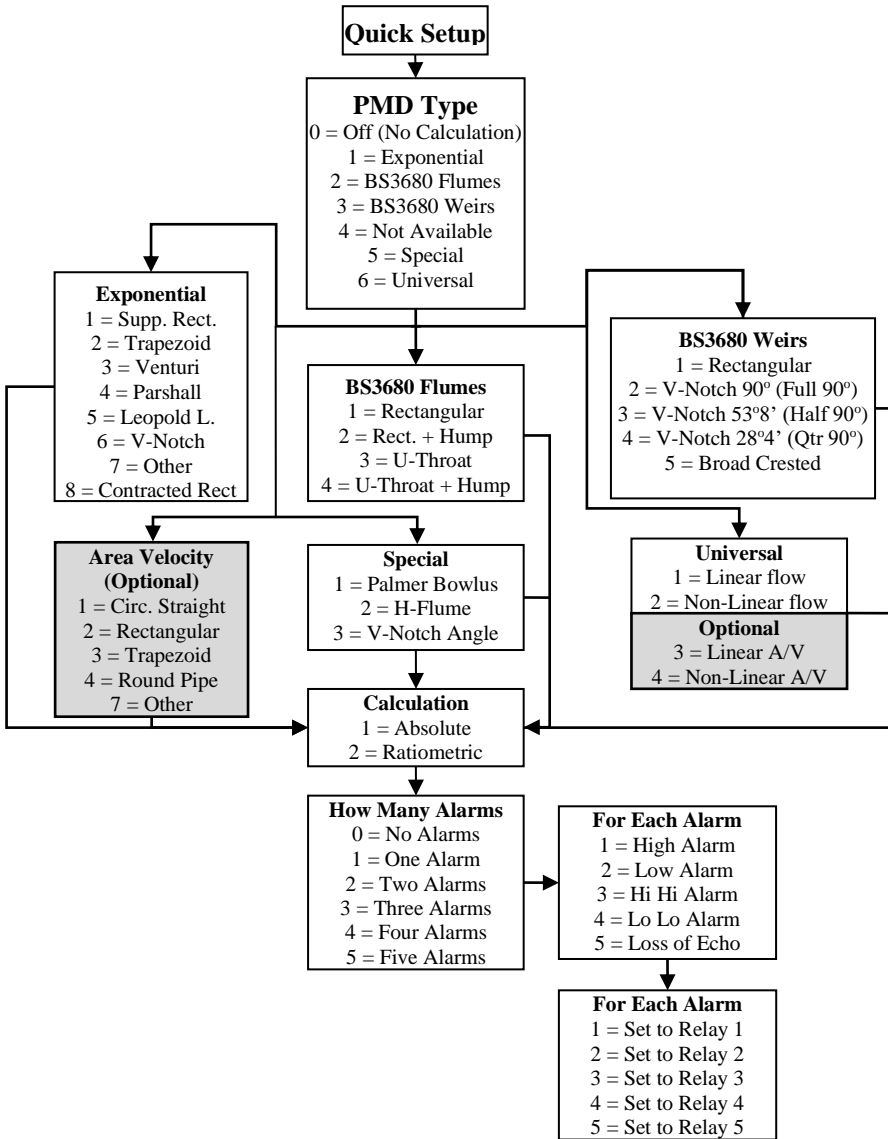 Quick Setup
PMD Type
0 = Off (No Calculation)
1 = Exponential
2 = BS3680 Flumes
3 = BS3680 Weirs
4 = Not Available
5 = Special
6 = Universal
Exponential
1 = Supp. Rect.
2 = Trapezoid
3 = Venturi
4 = Parshall
5 = Leopold L.
6 = V-Notch
7 = Other
8 = Contracted Rect
BS3680 Flumes
1 = Rectangular
2 = Rect. + Hump
3 = U-Throat
4 = U-Throat + Hump
BS3680 Weirs
1 = Rectangular
2 = V-Notch 90º (Full 90º)
3 = V-Notch 53º8’ (Half 90º)
4 = V-Notch 28º4’ (Qtr 90º)
5 = Broad Crested
Area Velocity
(Optional)
1 = Circ. Straight
2 = Rectangular
3 = Trapezoid
4 = Round Pipe
7 = Other
Special
1 = Palmer Bowlus
2 = H-Flume
3 = V-Notch Angle
Universal
1 = Linear flow
2 = Non-Linear flow
Optional
3 = Linear A/V
4 = Non-Linear A/V
Calculation
1 = Absolute
2 = Ratiometric
How Many Alarms
0 = No Alarms
1 = One Alarm
2 = Two Alarms
3 = Three Alarms
4 = Four Alarms
5 = Five Alarms
For Each Alarm
1 = High Alarm
2 = Low Alarm
3 = Hi Hi Alarm
4 = Lo Lo Alarm
5 = Loss of Echo
For Each Alarm
1 = Set to Relay 1
2 = Set to Relay 2
3 = Set to Relay 3
4 = Set to Relay 4
5 = Set to Relay 5